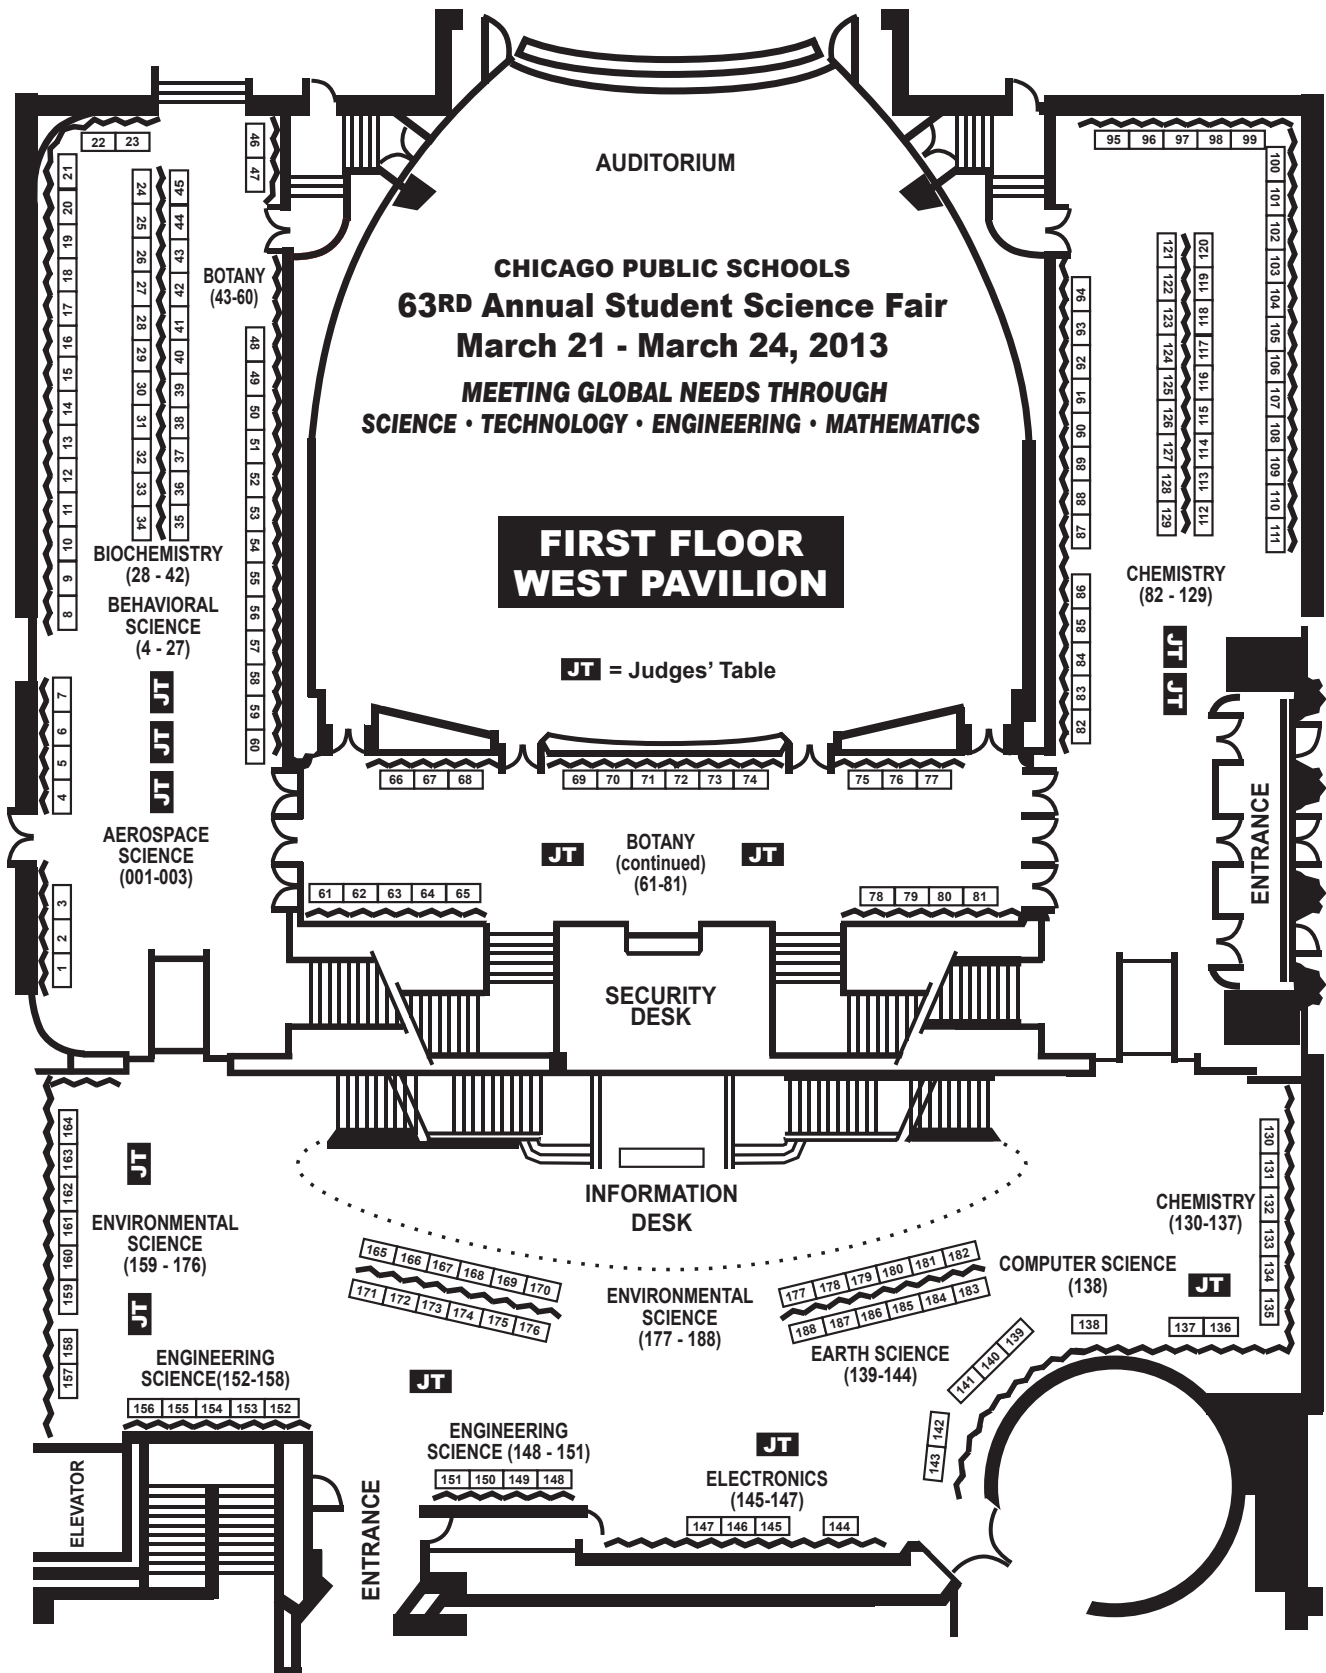 AUDITORIUM
CHICAGO PUBLIC SCHOOLS
63RD Annual Student Science Fair
March 21 - March 24, 2013
MEETING GLOBAL NEEDS THROUGH
SCIENCE • TECHNOLOGY • ENGINEERING • MATHEMATICS
FIRST FLOOR
WEST PAVILION
JT = Judges' Table
22 23
46 47
21 20 19 18 17 16 15 14 13 12 11 10 9 8
24 25 26 27 28 29 30 31 32 33 34
45 44 43 42 41 40 39 38 37 36 35
BOTANY
(43-60)
48 49 50 51 52 53 54 55 56 57 58 59 60
BIOCHEMISTRY
(28 - 42)
BEHAVIORAL
SCIENCE
(4 - 27)
JT
JT
JT
7 6 5 4
AEROSPACE
SCIENCE
(001-003)
3 2 1
95 96 97 98 99
100 101 102 103 104 105 106 107 108 109 110 111
121 122 123 124 125 126 127 128 129
120 119 118 117 116 115 114 113 112
94 93 92 91 90 89 88 87
86 85 84 83 82
CHEMISTRY
(82 - 129)
JT
JT
ENTRANCE
66 67 68
69 70 71 72 73 74
75 76 77
JT
BOTANY
(continued)
(61-81)
JT
61 62 63 64 65
78 79 80 81
SECURITY
DESK
INFORMATION
DESK
164 163 162 161 160 159
158 157
JT
ENVIRONMENTAL
SCIENCE
(159 - 176)
JT
ENGINEERING
SCIENCE(152-158)
156 155 154 153 152
165 166 167 168 169 170
171 172 173 174 175 176
ENVIRONMENTAL
SCIENCE
(177 - 188)
177 178 179 180 181 182
188 187 186 185 184 183
CHEMISTRY
(130-137)
130 131 132 133 134 135
COMPUTER SCIENCE
(138)
JT
138
137 136
EARTH SCIENCE
(139-144)
141 140 139
143 142
JT
ENGINEERING
SCIENCE (148 - 151)
151 150 149 148
JT
ELECTRONICS
(145-147)
147 146 145
144
ELEVATOR
ENTRANCE